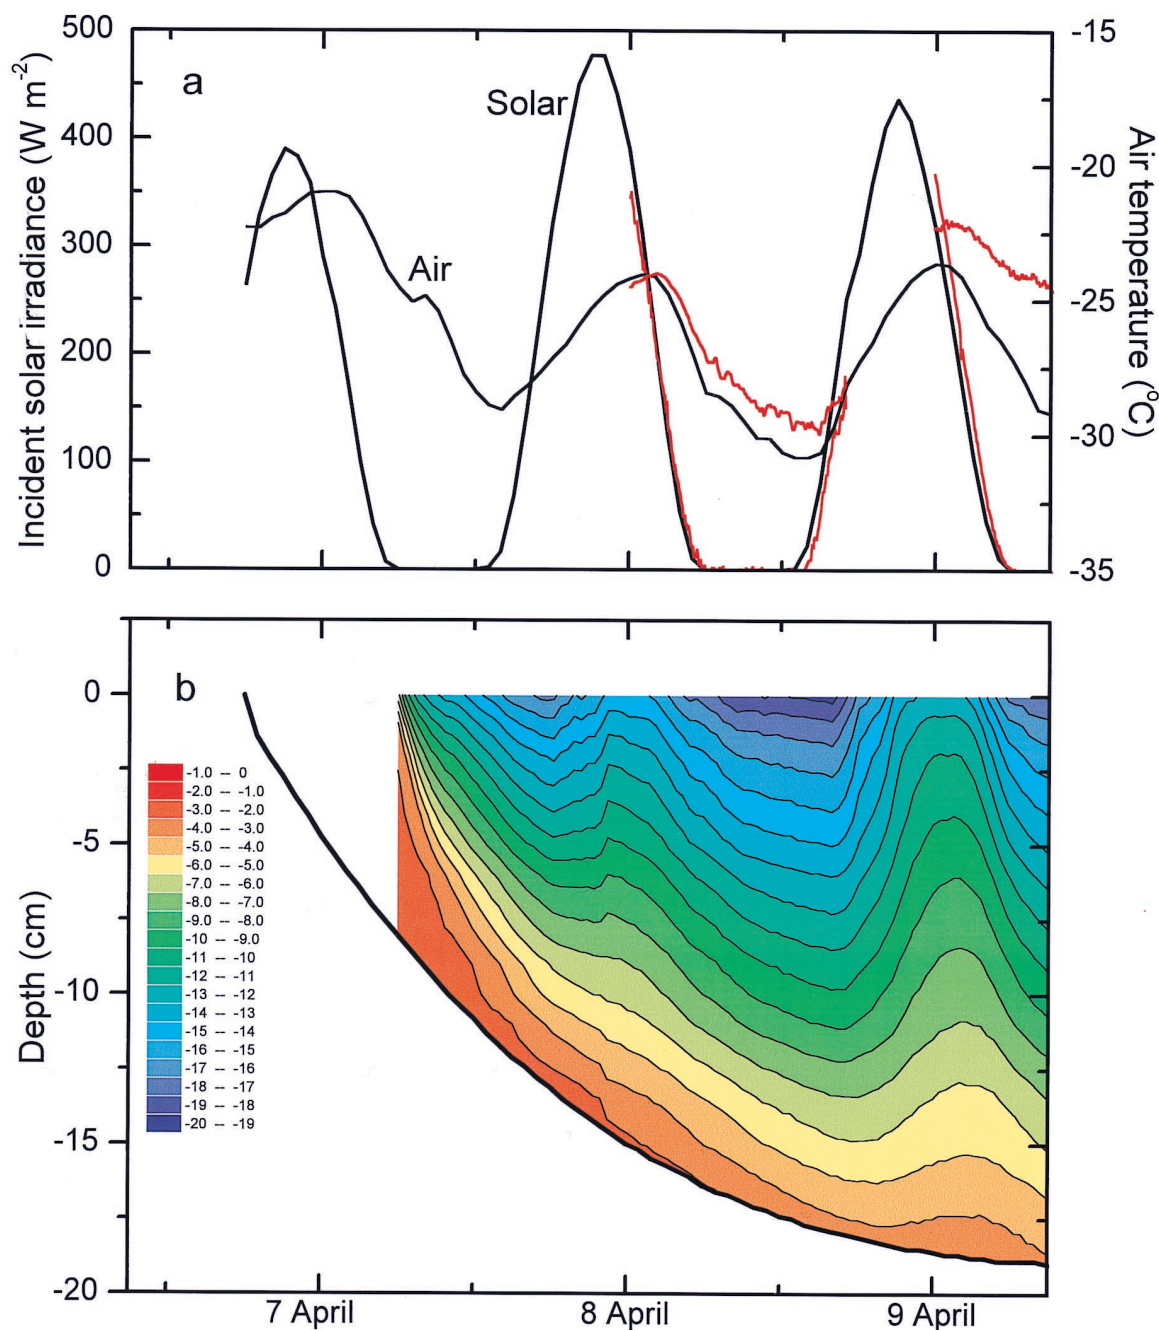 500
400
300
200
100
0
Incident solar irradiance (W m⁻²)
a
Solar
Air
-15
-20
-25
-30
-35
Air temperature (°C)
b
0
-5
-10
-15
-20
Depth (cm)
-1.0 -- 0
-2.0 -- -1.0
-3.0 -- -2.0
-4.0 -- -3.0
-5.0 -- -4.0
-6.0 -- -5.0
-7.0 -- -6.0
-8.0 -- -7.0
-9.0 -- -8.0
-10 -- -9.0
-11 -- -10
-12 -- -11
-13 -- -12
-14 -- -13
-15 -- -14
-16 -- -15
-17 -- -16
-18 -- -17
-19 -- -18
-20 -- -19
7 April
8 April
9 April